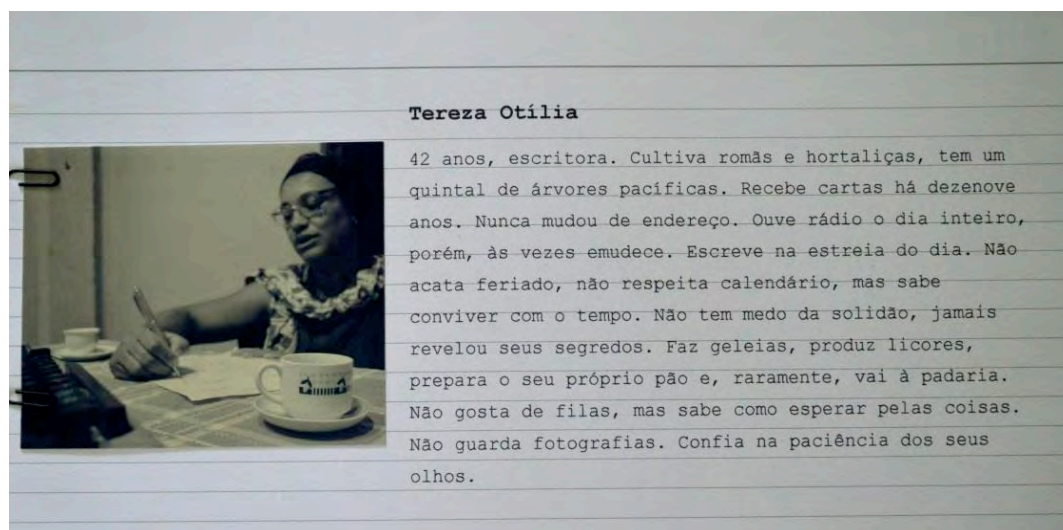 Tereza Otília
42 anos, escritora. Cultiva romãs e hortaliças, tem um
quintal de árvores pacíficas. Recebe cartas há dezenove
anos. Nunca mudou de endereço. Ouve rádio o dia inteiro,
porém, às vezes emudece. Escreve na estreia do dia. Não
acata feriado, não respeita calendário, mas sabe
conviver com o tempo. Não tem medo da solidão, jamais
revelou seus segredos. Faz geleias, produz licores,
prepara o seu próprio pão e, raramente, vai à padaria.
Não gosta de filas, mas sabe como esperar pelas coisas.
Não guarda fotografias. Confia na paciência dos seus
olhos.